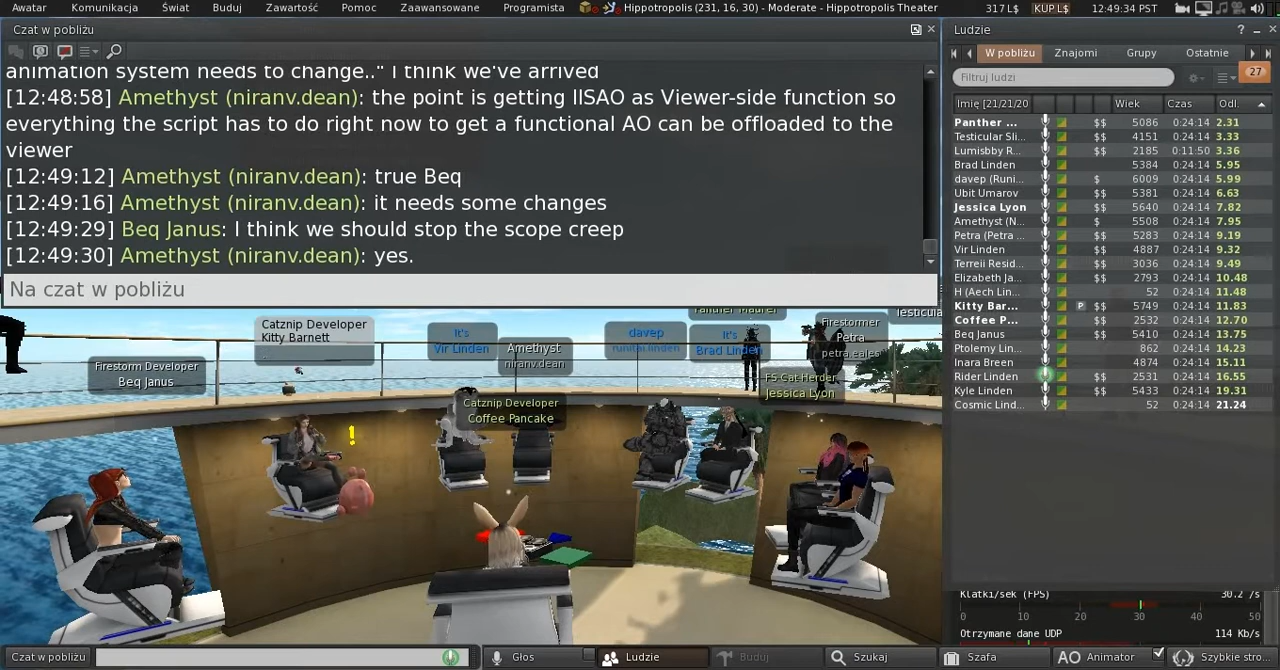 Awatar Komunikacja Świat Buduj Zawartość Pomoc Zaawansowane Programista Hippotropolis (231, 16, 30) - Moderate - Hippotropolis Theater 317 L$ KUP L$ 12:49:34 PST
Czat w pobliżu
animation system needs to change.." I think we've arrived
[12:48:58] Amethyst (niranv.dean): the point is getting llSAO as Viewer-side function so
everything the script has to do right now to get a functional AO can be offloaded to the
viewer
[12:49:12] Amethyst (niranv.dean): true Beq
[12:49:16] Amethyst (niranv.dean): it needs some changes
[12:49:29] Beq Janus: I think we should stop the scope creep
[12:49:30] Amethyst (niranv.dean): yes.
Na czat w pobliżu
Catznip Developer
Kitty Barnett
It's
Vir Linden
Amethyst
niranv.dean
davep
It's
Brad Linden
Firestormer
Petra
petra.eales
Firestorm Developer
Beq Janus
FS Cat Herder
Jessica Lyon
Catznip Developer
Coffee Pancake
!
Ludzie
? _ ×
W pobliżu Znajomi Grupy Ostatnie
Filtruj ludzi
27
Imię [21/21/20 Wiek Czas Odl.
Panther ... $$ 5086 0:24:14 2.31
Testicular Sli... $$ 4151 0:24:14 3.33
Lumisbby R... $$ 2185 0:11:50 3.36
Brad Linden 5384 0:24:14 5.95
davep (Runi... $ 6009 0:24:14 5.99
Ubit Umarov $$ 5381 0:24:14 6.63
Jessica Lyon $$ 5640 0:24:14 7.82
Amethyst (N... $ 5508 0:24:14 7.95
Petra (Petra ... $$ 5283 0:24:14 9.19
Vir Linden $$ 4887 0:24:14 9.32
Terreii Resid... $$ 3036 0:24:14 9.49
Elizabeth Ja... $$ 2793 0:24:14 10.48
H (Aech Lin... 52 0:24:14 11.48
Kitty Bar... P $$ 5749 0:24:14 11.83
Coffee P... $$ 2532 0:24:14 12.70
Beq Janus $$ 5410 0:24:14 13.75
Ptolemy Lin... 862 0:24:14 14.23
Inara Breen 4874 0:24:14 15.11
Rider Linden $$ 2531 0:24:14 16.55
Kyle Linden $$ 5433 0:24:14 19.31
Cosmic Lind... 52 0:24:14 21.24
Klatki/sek (FPS) 30.2 /s
0 10 20 30 40 50
Otrzymane dane UDP 114 Kb/s
Czat w pobliżu Głos Ludzie Buduj Szukaj Szafa AO Animator Szybkie stro...